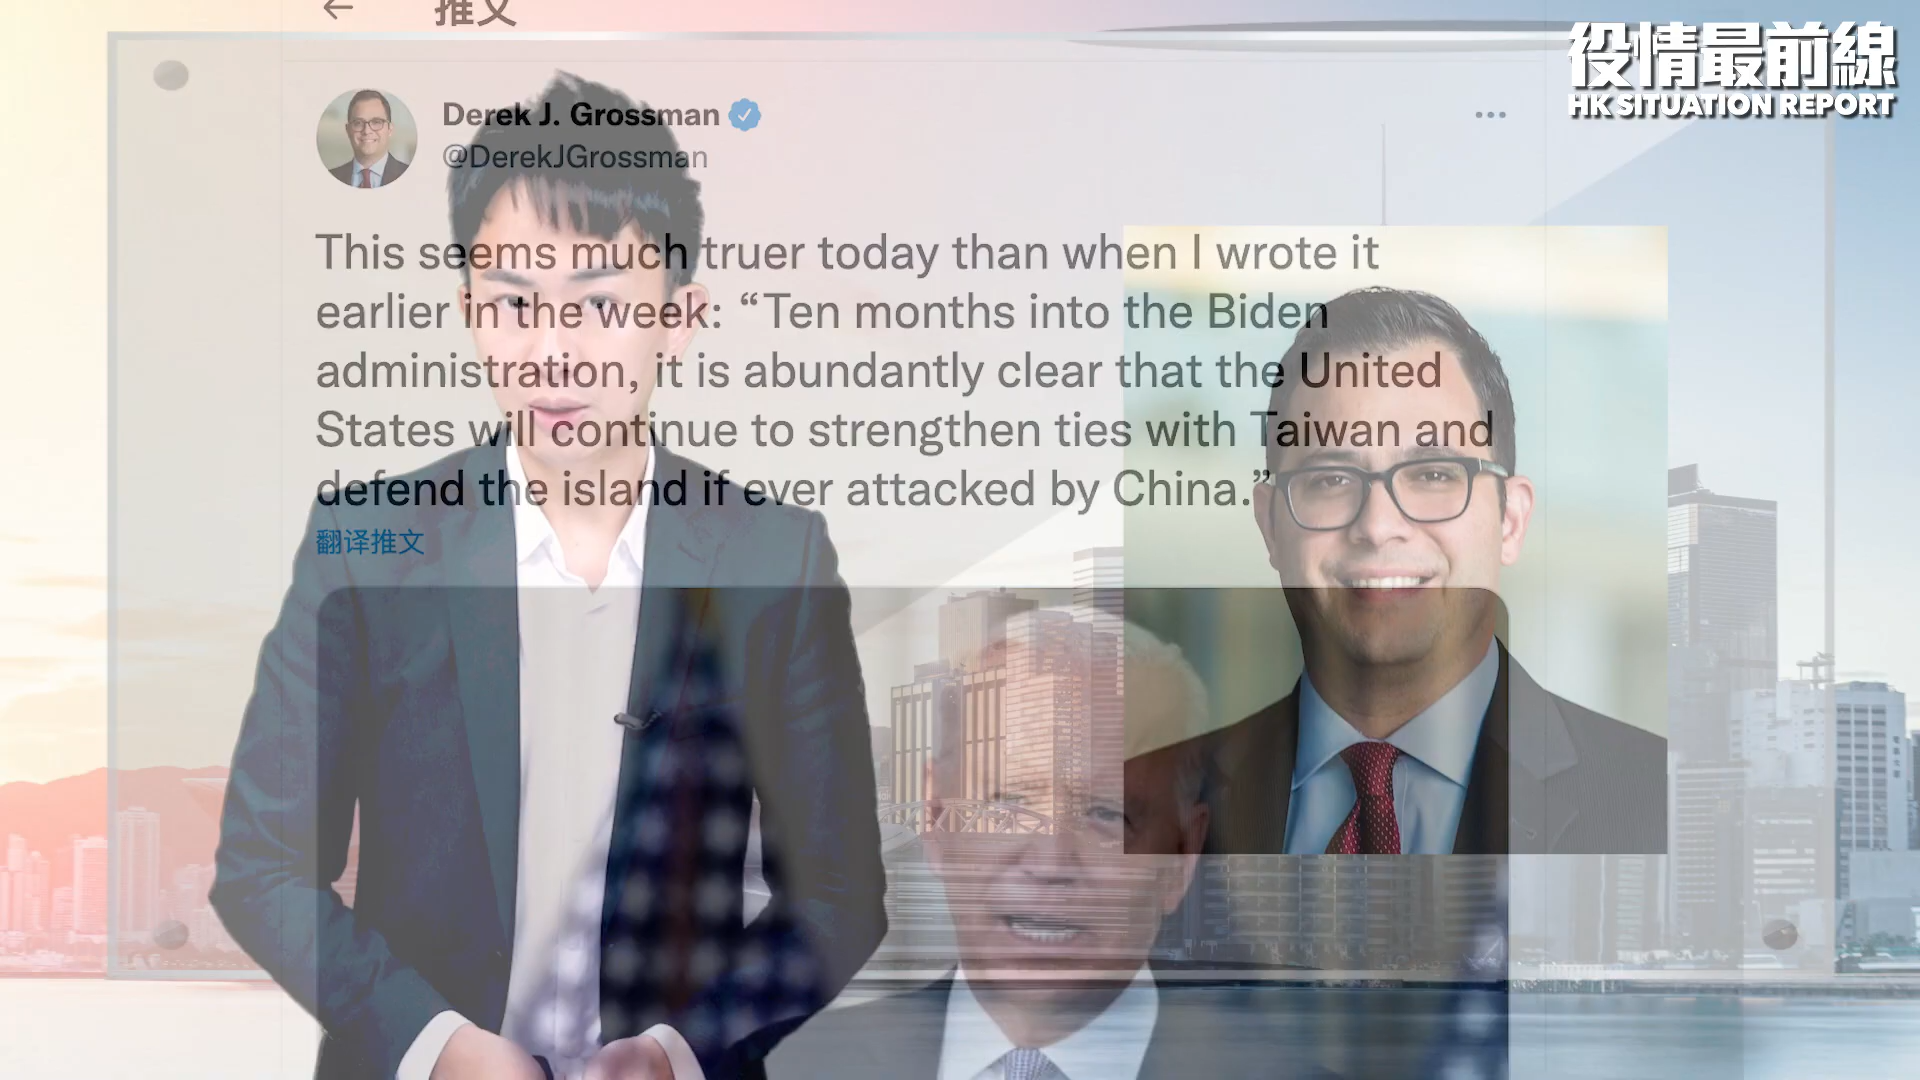 推文
役情最前線
HK SITUATION REPORT
Derek J. Grossman
@DerekJGrossman
This seems much truer today than when I wrote it
earlier in the week: “Ten months into the Biden
administration, it is abundantly clear that the United
States will continue to strengthen ties with Taiwan and
defend the island if ever attacked by China.”
翻译推文